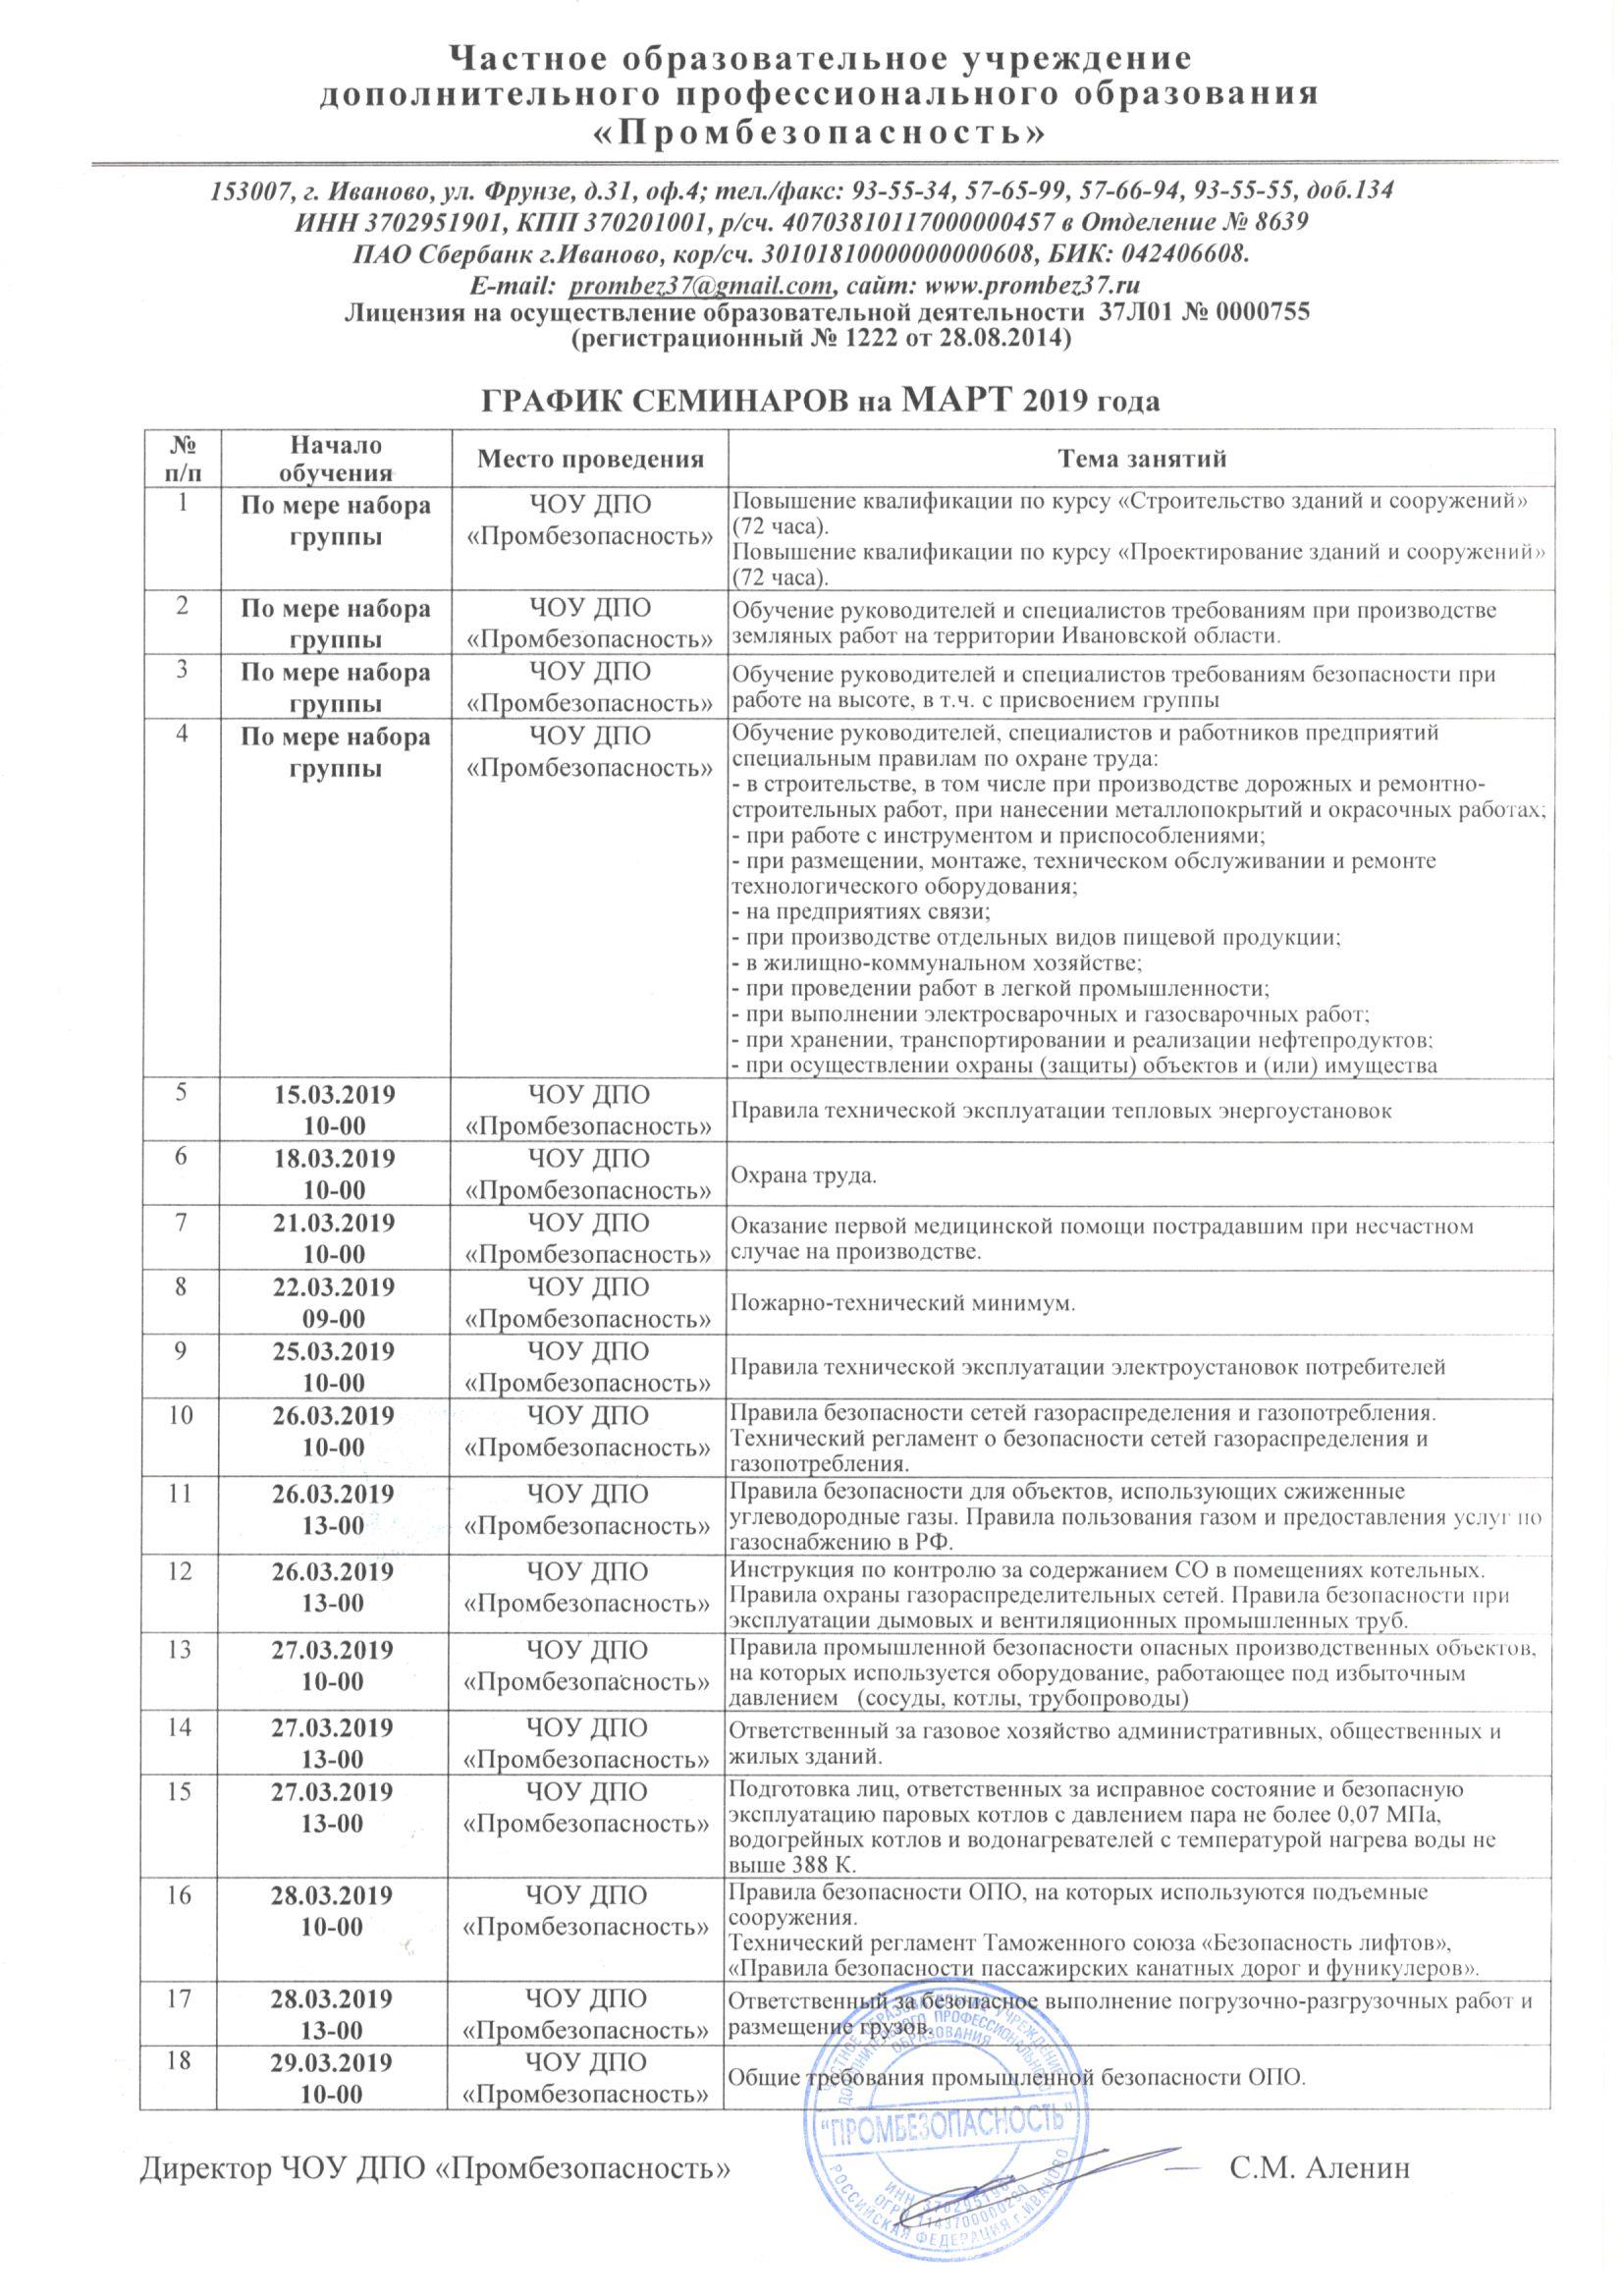 Частное образовательное учреждение
дополнительного профессионального образования
«Промбезопасность»
153007, г. Иваново, ул. Фрунзе, д.31, оф.4; тел./факс: 93-55-34, 57-65-99, 57-66-94, 93-55-55, доб.134
ИНН 3702951901, КПП 370201001, р/сч. 40703810117000000457 в Отделение № 8639
ПАО Сбербанк г.Иваново, кор/сч. 30101810000000000608, БИК: 042406608.
E-mail: prombez37@gmail.com, сайт: www.prombez37.ru
Лицензия на осуществление образовательной деятельности 37Л01 № 0000755
(регистрационный № 1222 от 28.08.2014)
ГРАФИК СЕМИНАРОВ на МАРТ 2019 года
№ п/п Начало обучения Место проведения Тема занятий
1 По мере набора группы ЧОУ ДПО «Промбезопасность»
Повышение квалификации по курсу «Строительство зданий и сооружений»
(72 часа).
Повышение квалификации по курсу «Проектирование зданий и сооружений»
(72 часа).
2 По мере набора группы ЧОУ ДПО «Промбезопасность»
Обучение руководителей и специалистов требованиям при производстве
земляных работ на территории Ивановской области.
3 По мере набора группы ЧОУ ДПО «Промбезопасность»
Обучение руководителей и специалистов требованиям безопасности при
работе на высоте, в т.ч. с присвоением группы
4 По мере набора группы ЧОУ ДПО «Промбезопасность»
Обучение руководителей, специалистов и работников предприятий
специальным правилам по охране труда:
- в строительстве, в том числе при производстве дорожных и ремонтно-
строительных работ, при нанесении металлопокрытий и окрасочных работах;
- при работе с инструментом и приспособлениями;
- при размещении, монтаже, техническом обслуживании и ремонте
технологического оборудования;
- на предприятиях связи;
- при производстве отдельных видов пищевой продукции;
- в жилищно-коммунальном хозяйстве;
- при проведении работ в легкой промышленности;
- при выполнении электросварочных и газосварочных работ;
- при хранении, транспортировании и реализации нефтепродуктов;
- при осуществлении охраны (защиты) объектов и (или) имущества
5 15.03.2019 10-00 ЧОУ ДПО «Промбезопасность»
Правила технической эксплуатации тепловых энергоустановок
6 18.03.2019 10-00 ЧОУ ДПО «Промбезопасность»
Охрана труда.
7 21.03.2019 10-00 ЧОУ ДПО «Промбезопасность»
Оказание первой медицинской помощи пострадавшим при несчастном
случае на производстве.
8 22.03.2019 09-00 ЧОУ ДПО «Промбезопасность»
Пожарно-технический минимум.
9 25.03.2019 10-00 ЧОУ ДПО «Промбезопасность»
Правила технической эксплуатации электроустановок потребителей
10 26.03.2019 10-00 ЧОУ ДПО «Промбезопасность»
Правила безопасности сетей газораспределения и газопотребления.
Технический регламент о безопасности сетей газораспределения и
газопотребления.
11 26.03.2019 13-00 ЧОУ ДПО «Промбезопасность»
Правила безопасности для объектов, использующих сжиженные
углеводородные газы. Правила пользования газом и предоставления услуг по
газоснабжению в РФ.
12 26.03.2019 13-00 ЧОУ ДПО «Промбезопасность»
Инструкция по контролю за содержанием СО в помещениях котельных.
Правила охраны газораспределительных сетей. Правила безопасности при
эксплуатации дымовых и вентиляционных промышленных труб.
13 27.03.2019 10-00 ЧОУ ДПО «Промбезопасность»
Правила промышленной безопасности опасных производственных объектов,
на которых используется оборудование, работающее под избыточным
давлением (сосуды, котлы, трубопроводы)
14 27.03.2019 13-00 ЧОУ ДПО «Промбезопасность»
Ответственный за газовое хозяйство административных, общественных и
жилых зданий.
15 27.03.2019 13-00 ЧОУ ДПО «Промбезопасность»
Подготовка лиц, ответственных за исправное состояние и безопасную
эксплуатацию паровых котлов с давлением пара не более 0,07 МПа,
водогрейных котлов и водонагревателей с температурой нагрева воды не
выше 388 К.
16 28.03.2019 10-00 ЧОУ ДПО «Промбезопасность»
Правила безопасности ОПО, на которых используются подъемные
сооружения.
Технический регламент Таможенного союза «Безопасность лифтов»,
«Правила безопасности пассажирских канатных дорог и фуникулеров».
17 28.03.2019 13-00 ЧОУ ДПО «Промбезопасность»
Ответственный за безопасное выполнение погрузочно-разгрузочных работ и
размещение грузов.
18 29.03.2019 10-00 ЧОУ ДПО «Промбезопасность»
Общие требования промышленной безопасности ОПО.
ЧАСТНОЕ ОБРАЗОВАТЕЛЬНОЕ УЧРЕЖДЕНИЕ
ДОПОЛНИТЕЛЬНОГО ПРОФЕССИОНАЛЬНОГО
ОБРАЗОВАНИЯ
"ПРОМБЕЗОПАСНОСТЬ"
ИНН 3702951901
ОГРН 1143700000290
РОССИЙСКАЯ ФЕДЕРАЦИЯ г.ИВАНОВО
Директор ЧОУ ДПО «Промбезопасность» С.М. Аленин